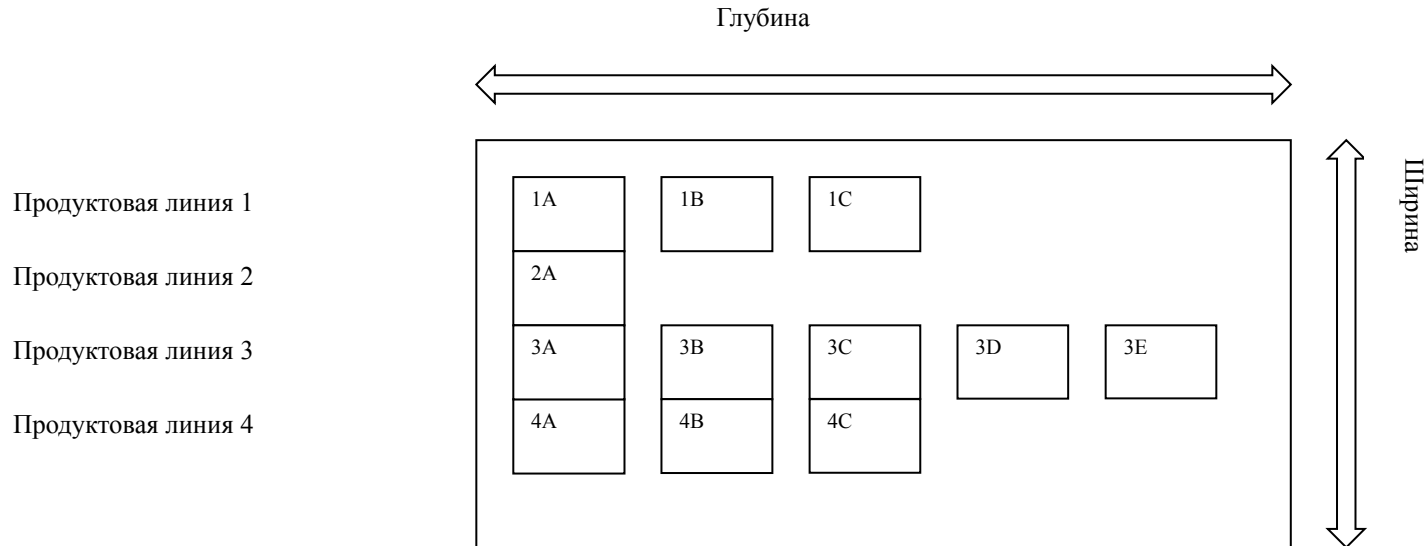 Глубина
Ширина
Продуктовая линия 1
1A 1B 1C
Продуктовая линия 2
2A
Продуктовая линия 3
3A 3B 3C 3D 3E
Продуктовая линия 4
4A 4B 4C